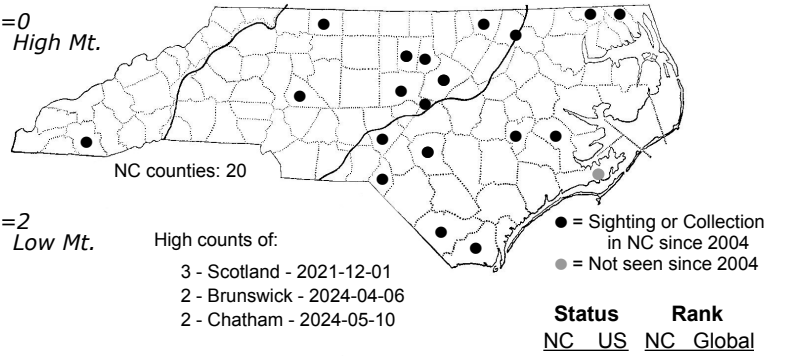 =0
High Mt.
NC counties: 20
=2
Low Mt.
High counts of:
3 - Scotland - 2021-12-01
2 - Brunswick - 2024-04-06
2 - Chatham - 2024-05-10
= Sighting or Collection
in NC since 2004
= Not seen since 2004
Status Rank
NC US NC Global